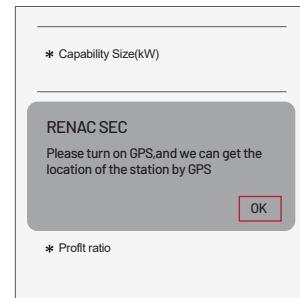 * Capability Size(kW)
RENAC SEC
Please turn on GPS,and we can get the
location of the station by GPS
OK
* Proflt ratio